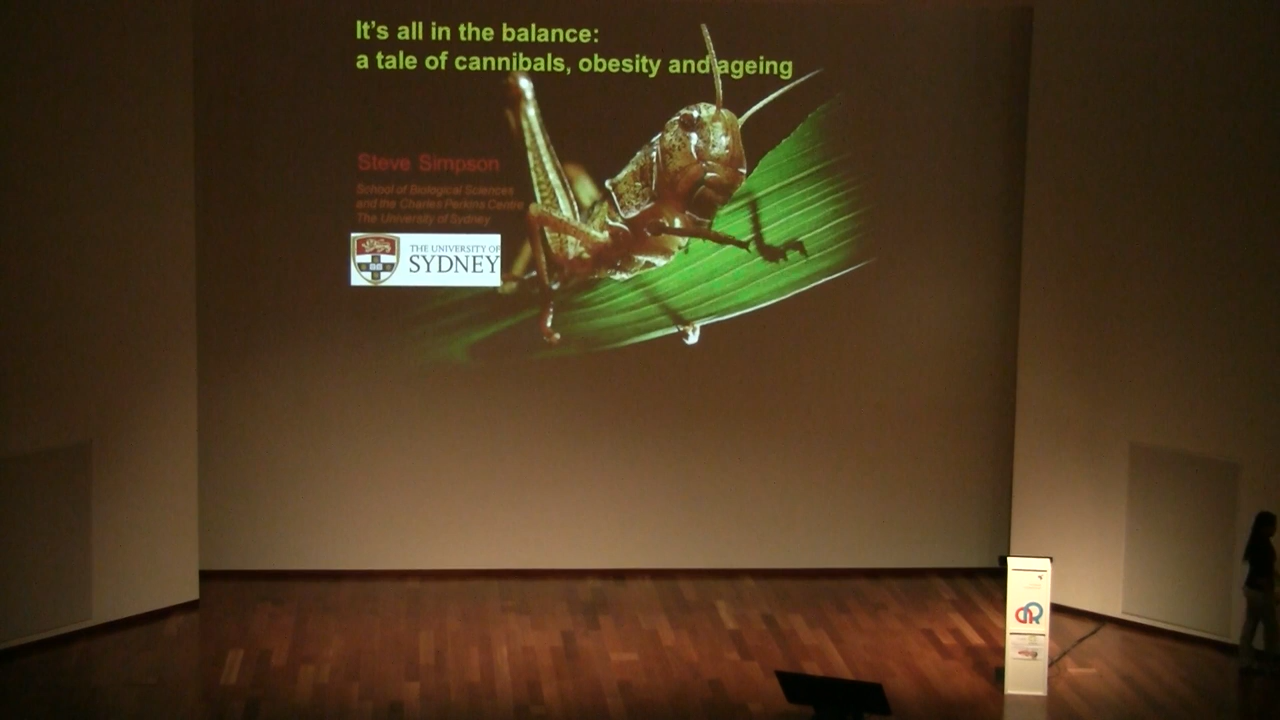 It's all in the balance:
a tale of cannibals, obesity and ageing
Steve Simpson
School of Biological Sciences
and the Charles Perkins Centre
The University of Sydney
THE UNIVERSITY OF
SYDNEY